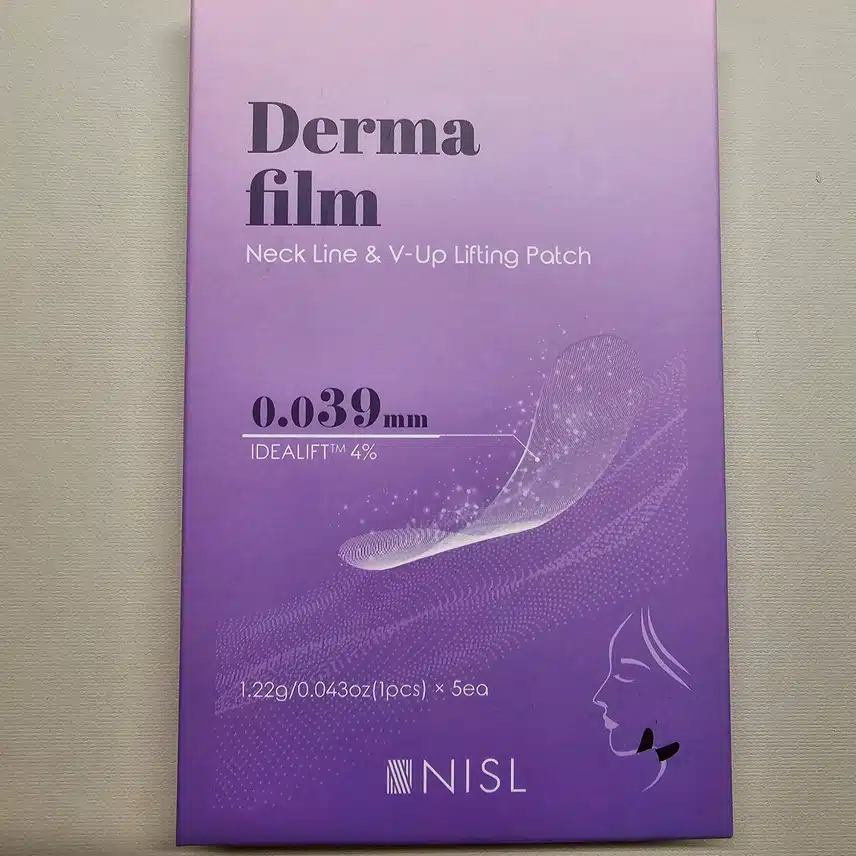 Derma
film
Neck Line & V-Up Lifting Patch
0.039mm
IDEALIFT™ 4%
1.22g/0.043oz(1pcs) × 5ea
NISL